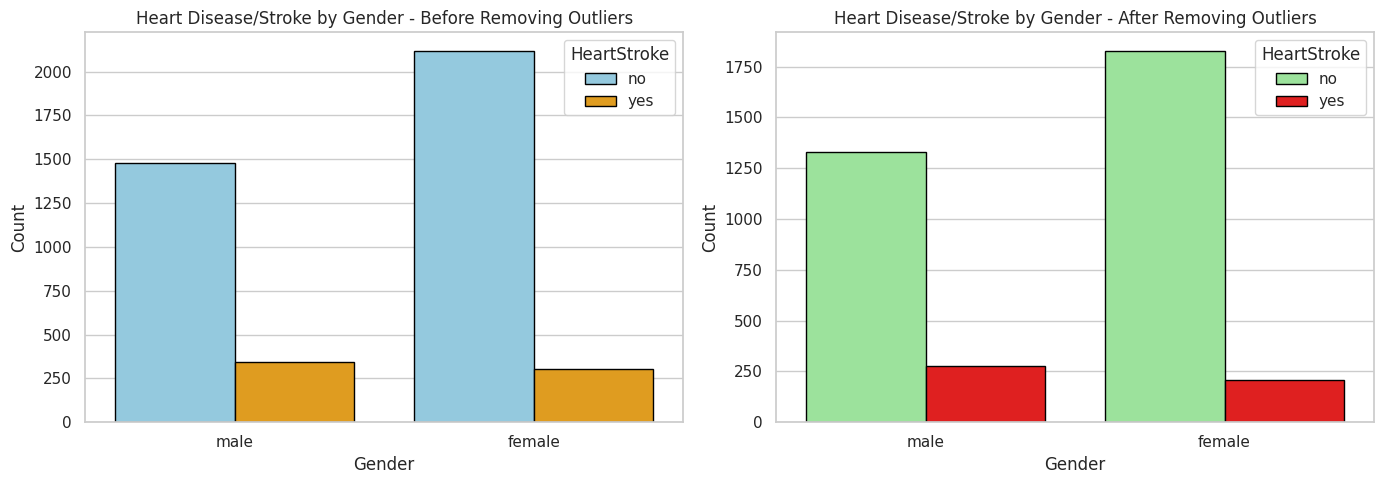 Heart Disease/Stroke by Gender - Before Removing Outliers
HeartStroke
no
yes
2000
1750
1500
1250
1000
750
500
250
0
Count
male
female
Gender
Heart Disease/Stroke by Gender - After Removing Outliers
HeartStroke
no
yes
1750
1500
1250
1000
750
500
250
0
Count
male
female
Gender